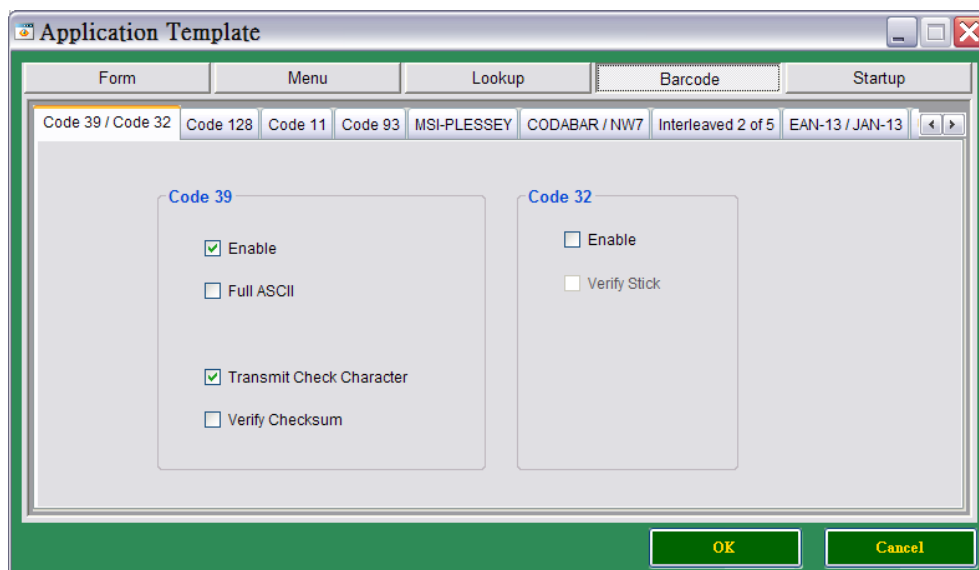 Application Template
Form Menu Lookup Barcode Startup
Code 39 / Code 32 Code 128 Code 11 Code 93 MSI-PLESSEY CODABAR / NW7 Interleaved 2 of 5 EAN-13 / JAN-13
Code 39 Code 32
Enable Enable
Full ASCII Verify Stick
Transmit Check Character
Verify Checksum
OK Cancel